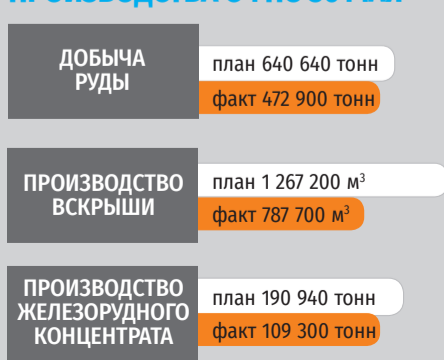 ДОБЫЧА
РУДЫ
план 640 640 тонн
факт 472 900 тонн
ПРОИЗВОДСТВО
ВСКРЫШИ
план 1 267 200 м³
факт 787 700 м³
ПРОИЗВОДСТВО
ЖЕЛЕЗОРУДНОГО
КОНЦЕНТРАТА
план 190 940 тонн
факт 109 300 тонн